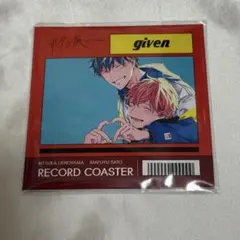 given
RITSUKA UENOYAMA MAFUYU SATO
RECORD COASTER